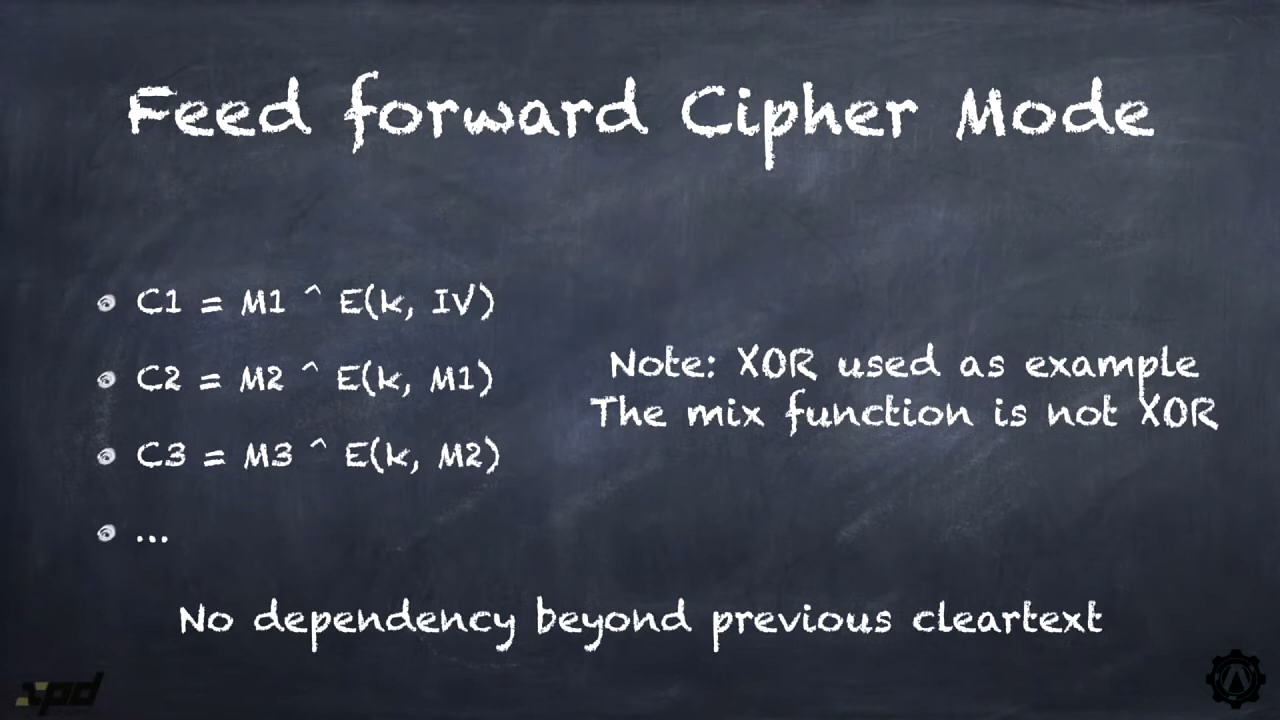 Feed forward Cipher Mode
C1 = M1 ^ E(k, IV)
C2 = M2 ^ E(k, M1)
C3 = M3 ^ E(k, M2)
...
Note: XOR used as example
The mix function is not XOR
No dependency beyond previous cleartext
xpd